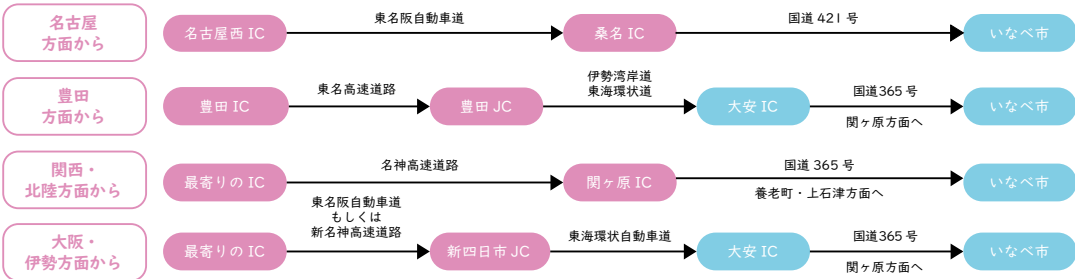 名古屋
方面から
名古屋西 IC
東名阪自動車道
桑名 IC
国道 421 号
いなべ市
豊田
方面から
豊田 IC
東名高速道路
豊田 JC
伊勢湾岸道
東海環状道
大安 IC
国道365 号
関ヶ原方面へ
いなべ市
関西・
北陸方面から
最寄りの IC
名神高速道路
関ヶ原 IC
国道 365 号
養老町・上石津方面へ
いなべ市
大阪・
伊勢方面から
最寄りの IC
東名阪自動車道
もしくは
新名神高速道路
新四日市 JC
東海環状自動車道
大安 IC
国道365 号
関ヶ原方面へ
いなべ市